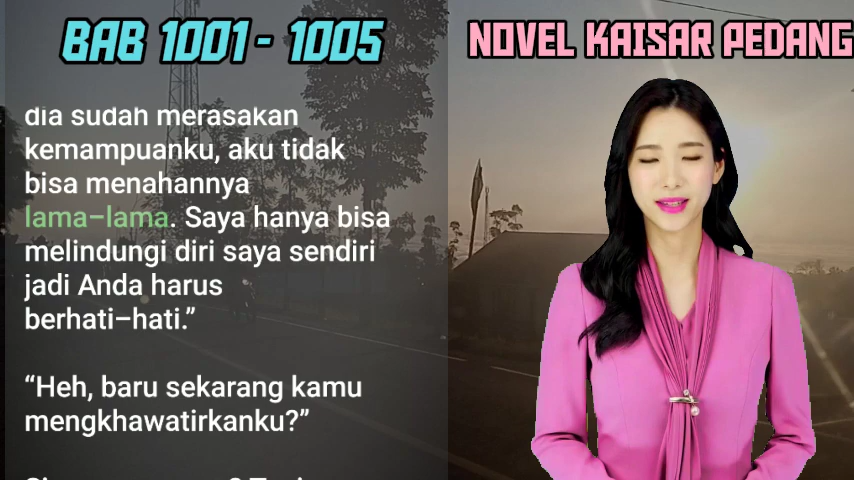 BAB 1001 - 1005
NOVEL KAISAR PEDANG
dia sudah merasakan
kemampuanku, aku tidak
bisa menahannya
lama-lama. Saya hanya bisa
melindungi diri saya sendiri
jadi Anda harus
berhati-hati.”
“Heh, baru sekarang kamu
mengkhawatirkanku?”